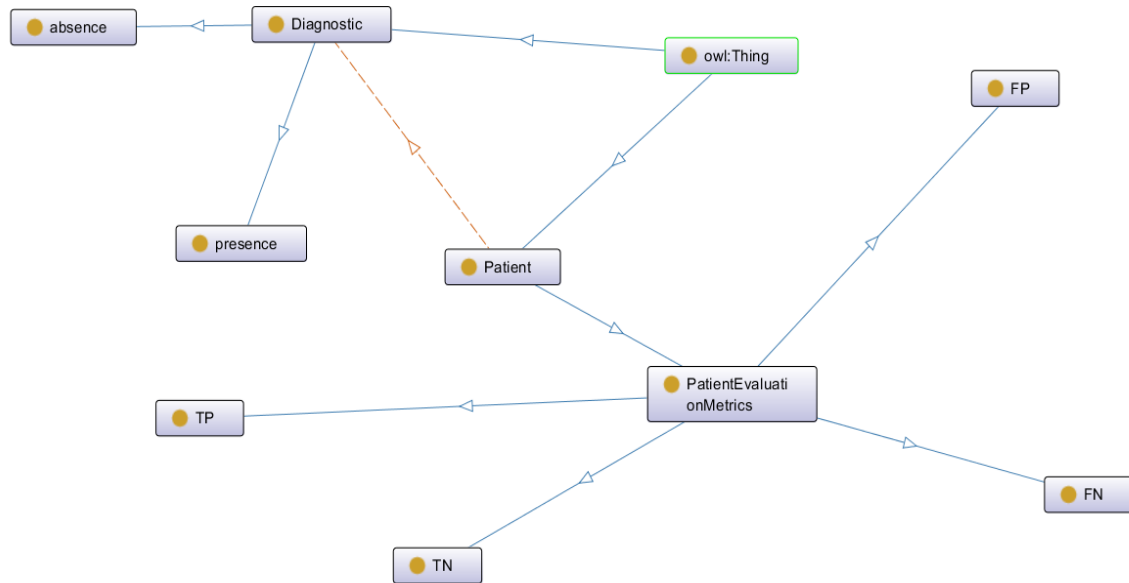 absence
Diagnostic
owl:Thing
FP
presence
Patient
PatientEvaluati
onMetrics
TP
FN
TN